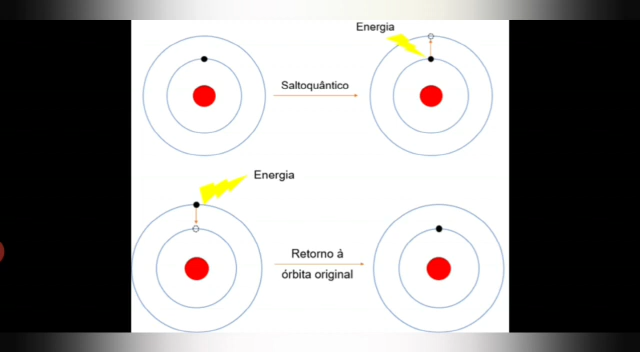 Energia
Saltoquântico
Energia
Retorno à
órbita original